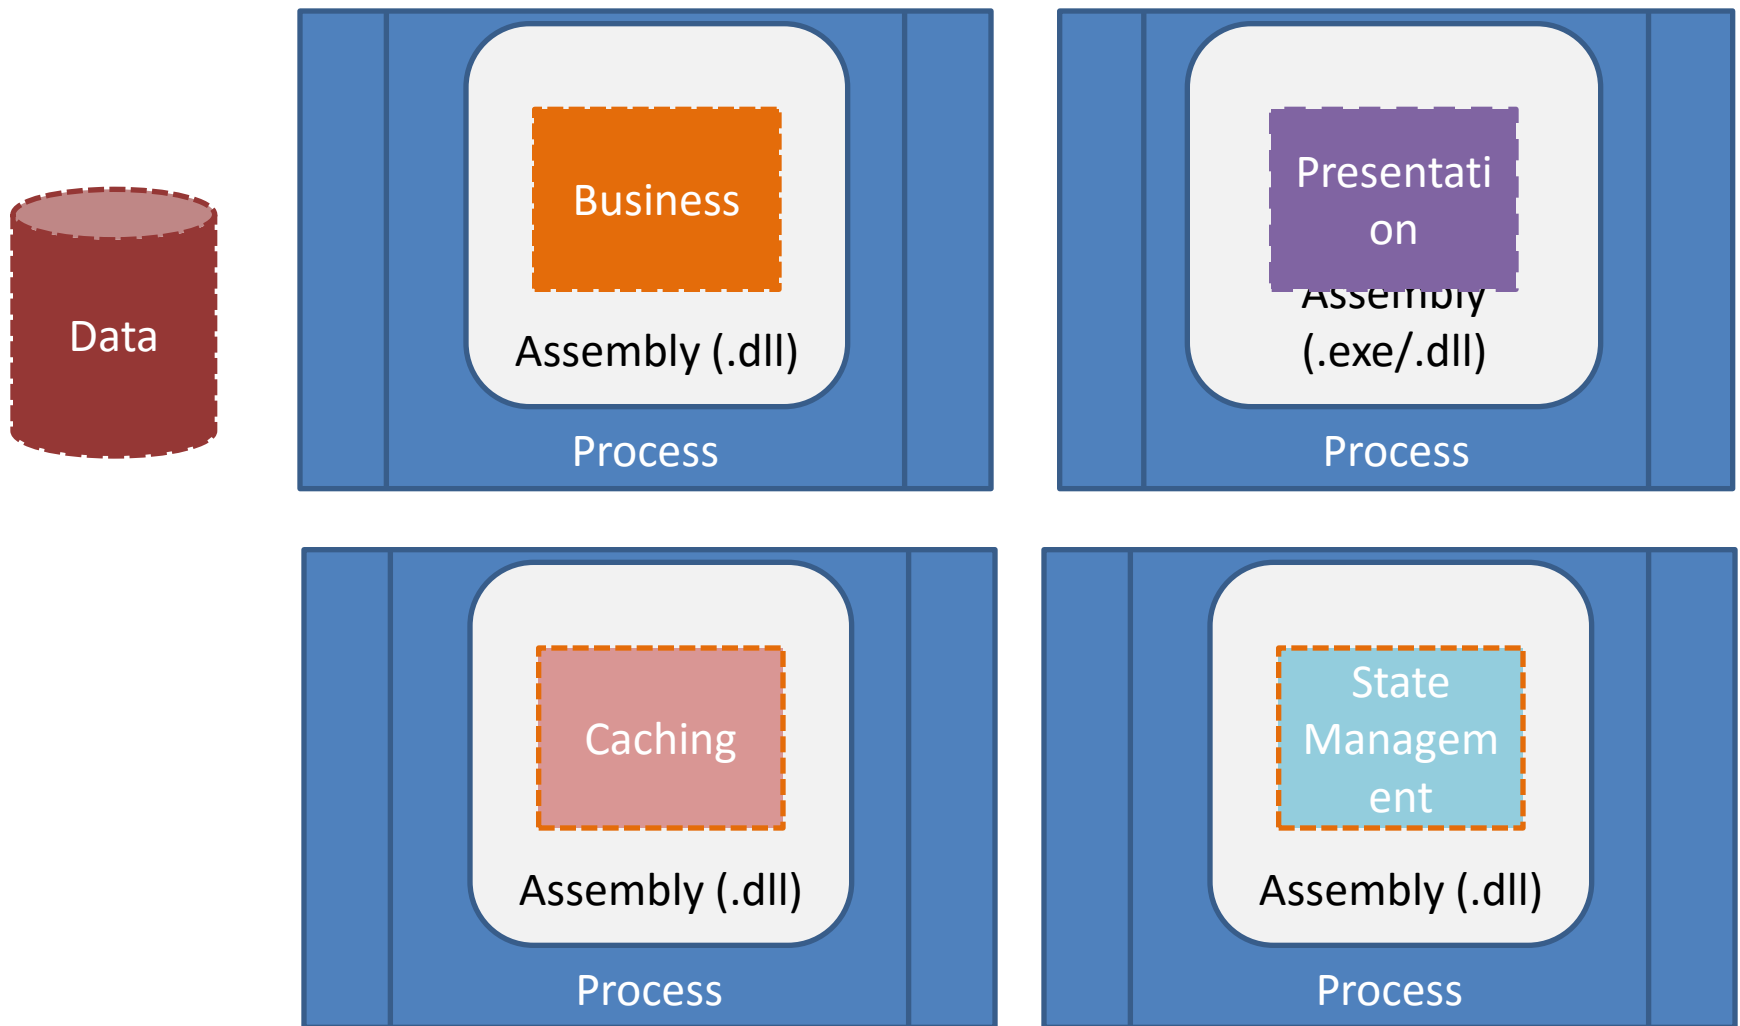 Data
Business
Assembly (.dll)
Process
Presentati
on
Assembly
(.exe/.dll)
Process
Caching
Assembly (.dll)
Process
State
Managem
ent
Assembly (.dll)
Process